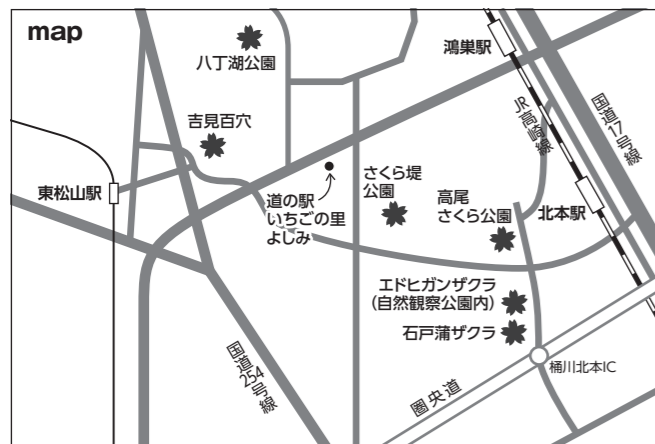 map
八丁湖公園
鴻巣駅
JR高崎線
国道17号線
吉見百穴
東松山駅
道の駅
いちごの里
よしみ
さくら堤
公園
高尾
さくら公園
北本駅
エドヒガンザクラ
(自然観察公園内)
石戸蒲ザクラ
国道254号線
圏央道
桶川北本IC